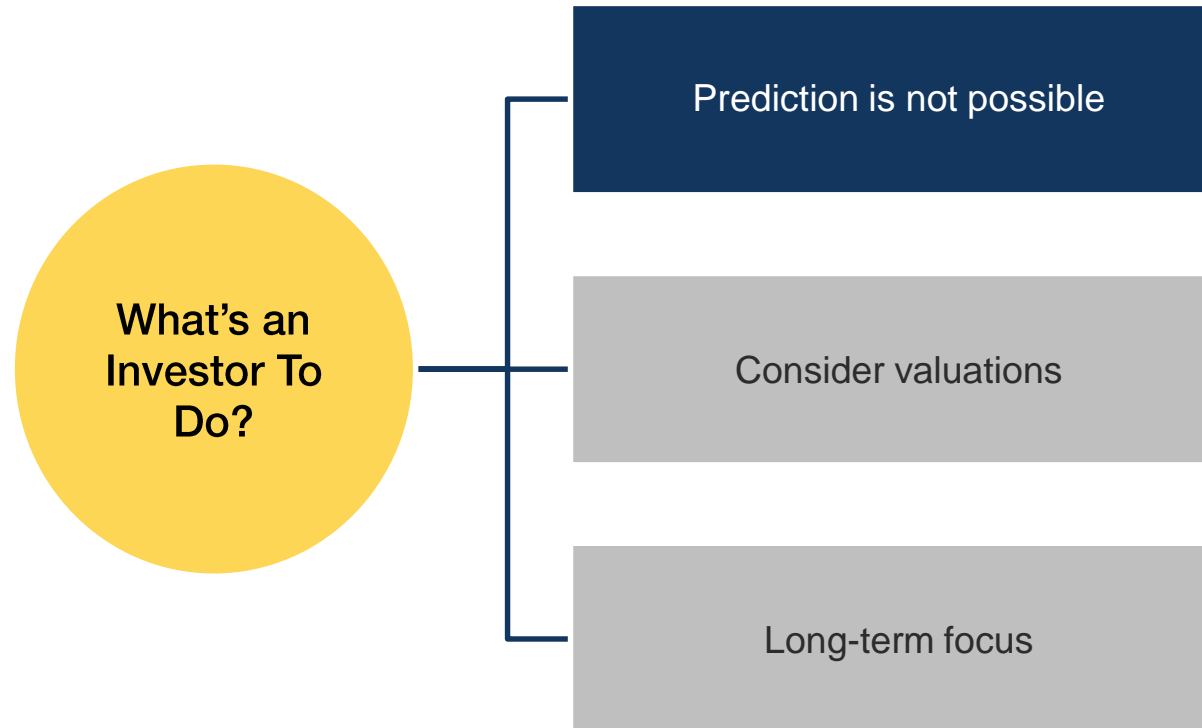 Prediction is not possible
What’s an
Investor To
Do?
Consider valuations
Long-term focus